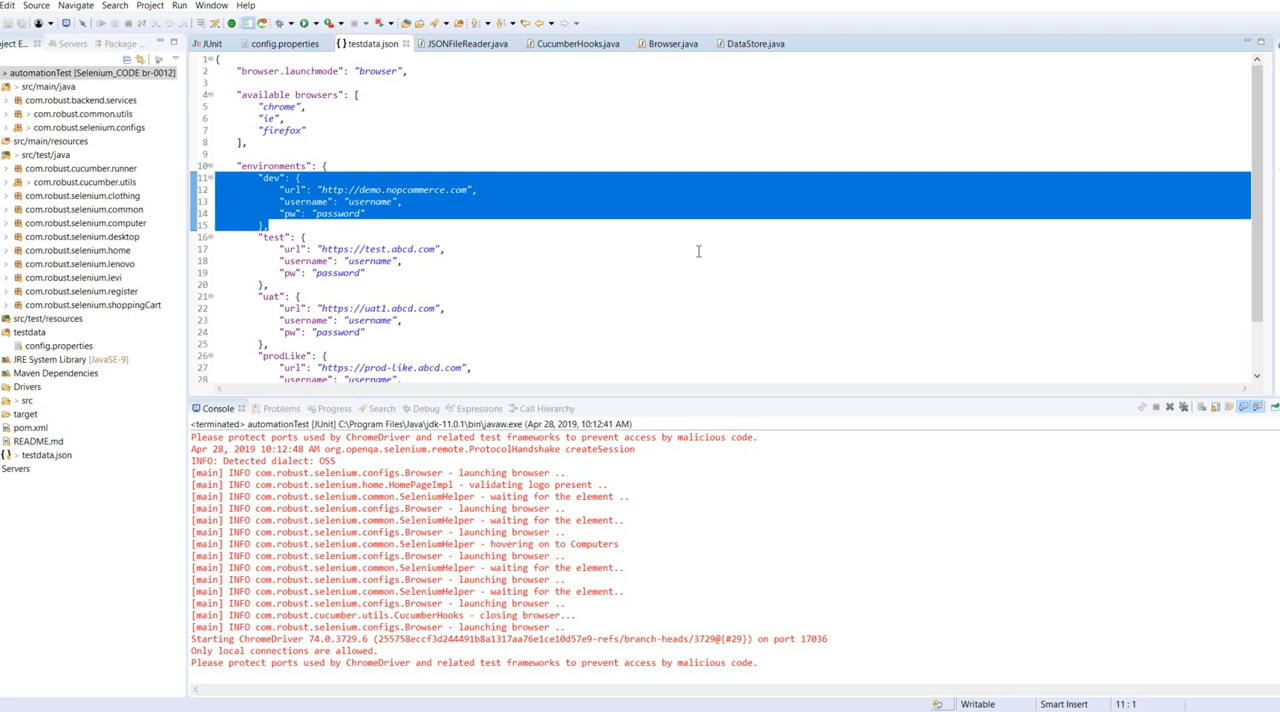 Edit Source Navigate Search Project Run Window Help
oject E... Servers Package...
JUnit config.properties testdata.json JSONFileReader.java CucumberHooks.java Browser.java DataStore.java
automationTest [Selenium_CODE br-0012]
src/main/java
com.robust.backend.services
com.robust.common.utils
com.robust.selenium.configs
src/main/resources
src/test/java
com.robust.cucumber.runner
com.robust.cucumber.utils
com.robust.selenium.clothing
com.robust.selenium.common
com.robust.selenium.computer
com.robust.selenium.desktop
com.robust.selenium.home
com.robust.selenium.lenovo
com.robust.selenium.levi
com.robust.selenium.register
com.robust.selenium.shoppingCart
src/test/resources
testdata
config.properties
JRE System Library [JavaSE-9]
Maven Dependencies
Drivers
src
target
pom.xml
README.md
testdata.json
Servers
1 {
2 "browser.launchmode": "browser",
3
4 "available browsers": [
5 "chrome",
6 "ie",
7 "firefox"
8 ],
9
10 "environments": {
11 "dev": {
12 "url": "http://demo.nopcommerce.com",
13 "username": "username",
14 "pw": "password"
15 },
16 "test": {
17 "url": "https://test.abcd.com",
18 "username": "username",
19 "pw": "password"
20 },
21 "uat": {
22 "url": "https://uat1.abcd.com",
23 "username": "username",
24 "pw": "password"
25 },
26 "prodLike": {
27 "url": "https://prod-like.abcd.com",
28 "username": "username",
Console Problems Progress Search Debug Expressions Call Hierarchy
<terminated> automationTest [JUnit] C:\Program Files\Java\jdk-11.0.1\bin\javaw.exe (Apr 28, 2019, 10:12:41 AM)
Please protect ports used by ChromeDriver and related test frameworks to prevent access by malicious code.
Apr 28, 2019 10:12:48 AM org.openqa.selenium.remote.ProtocolHandshake createSession
INFO: Detected dialect: OSS
[main] INFO com.robust.selenium.configs.Browser - launching browser ..
[main] INFO com.robust.selenium.home.HomePageImpl - validating logo present ..
[main] INFO com.robust.selenium.common.SeleniumHelper - waiting for the element ..
[main] INFO com.robust.selenium.configs.Browser - launching browser ..
[main] INFO com.robust.selenium.common.SeleniumHelper - waiting for the element..
[main] INFO com.robust.selenium.configs.Browser - launching browser ..
[main] INFO com.robust.selenium.common.SeleniumHelper - hovering on to Computers
[main] INFO com.robust.selenium.configs.Browser - launching browser ..
[main] INFO com.robust.selenium.common.SeleniumHelper - waiting for the element..
[main] INFO com.robust.selenium.configs.Browser - launching browser ..
[main] INFO com.robust.selenium.common.SeleniumHelper - waiting for the element..
[main] INFO com.robust.selenium.configs.Browser - launching browser ..
[main] INFO com.robust.cucumber.utils.CucumberHooks - closing browser...
[main] INFO com.robust.selenium.configs.Browser - launching browser ..
Starting ChromeDriver 74.0.3729.6 (255758eccf3d244491b8a1317aa76e1ce10d57e9-refs/branch-heads/3729@{#29}) on port 17036
Only local connections are allowed.
Please protect ports used by ChromeDriver and related test frameworks to prevent access by malicious code.
Writable Smart Insert 11 : 1